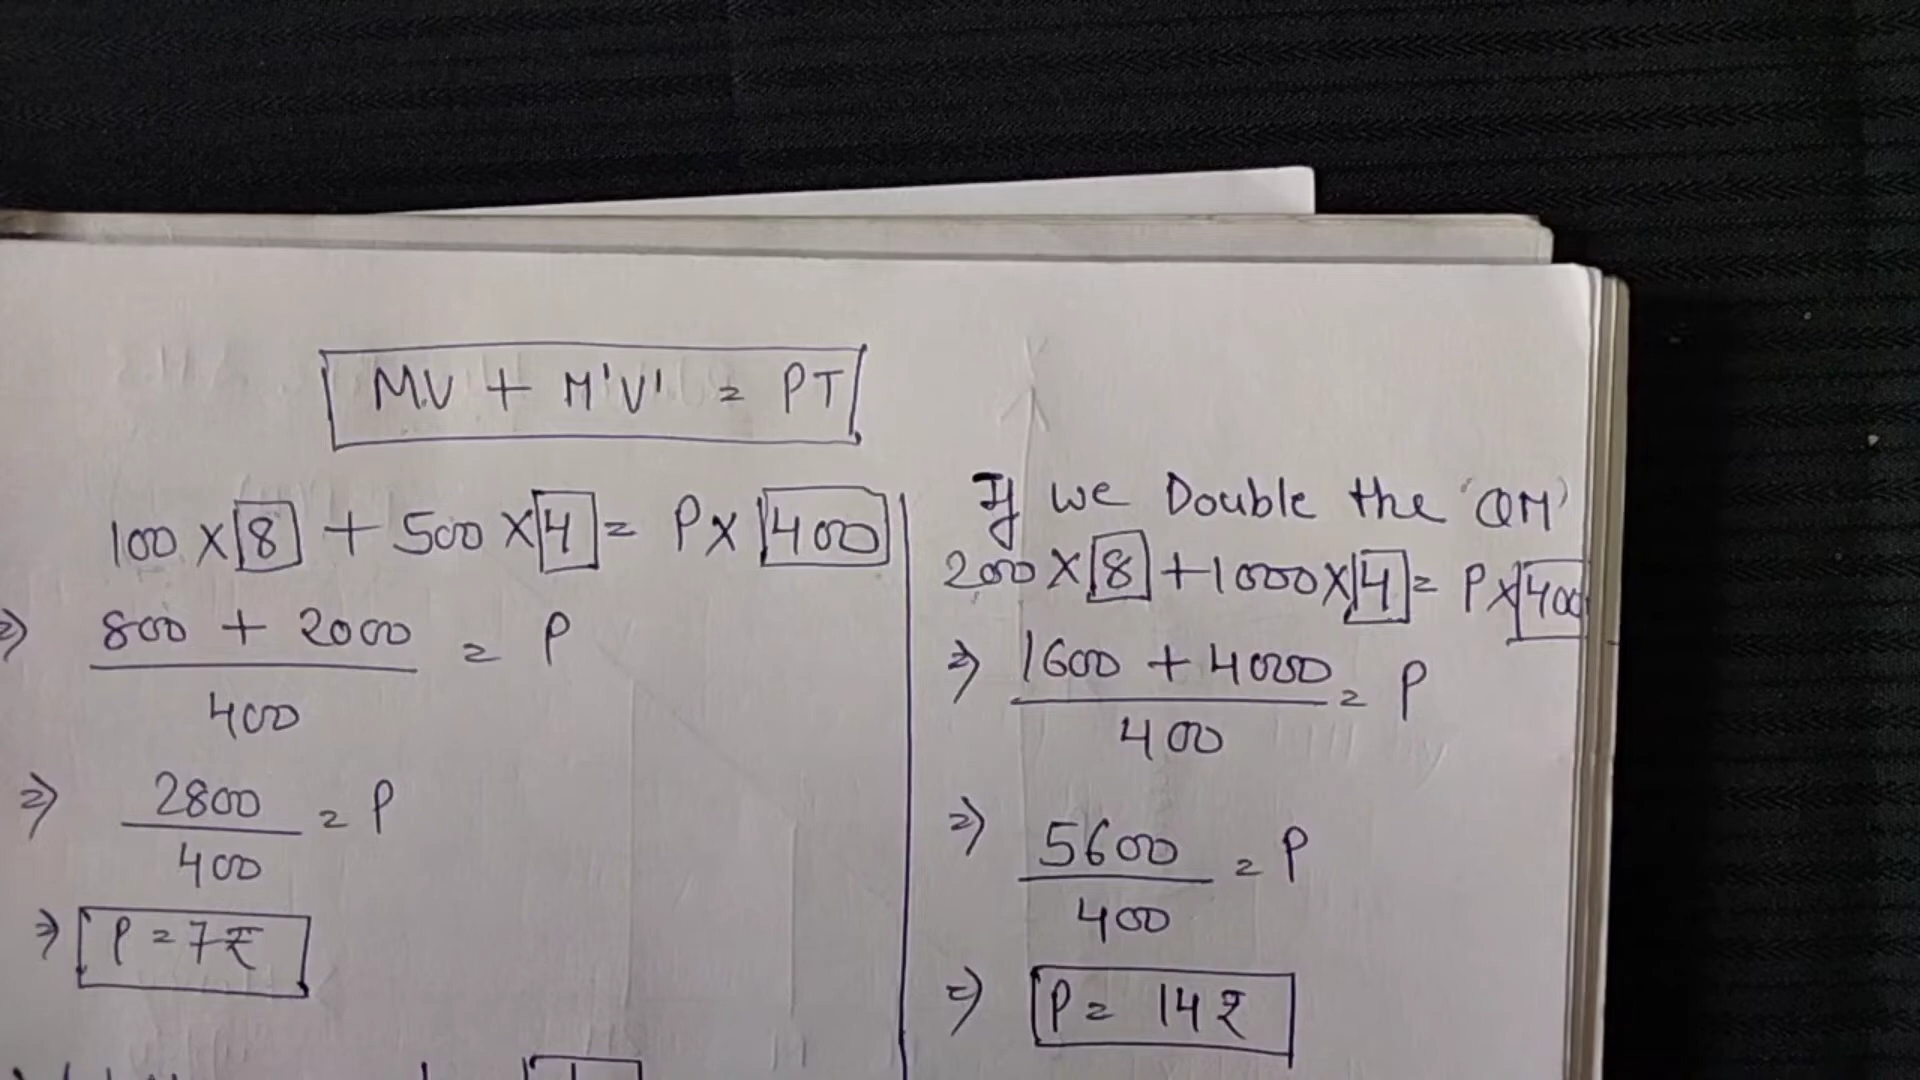 MV + M'V' = PT
100 × 8 + 500 × 4 = P × 400
⇒ 800 + 2000 = P
400
⇒ 2800 = P
400
⇒ P = 7₹
If we Double the 'QM'
200 × 8 + 1000 × 4 = P × 400
⇒ 1600 + 4000 = P
400
⇒ 5600 = P
400
⇒ P = 14₹